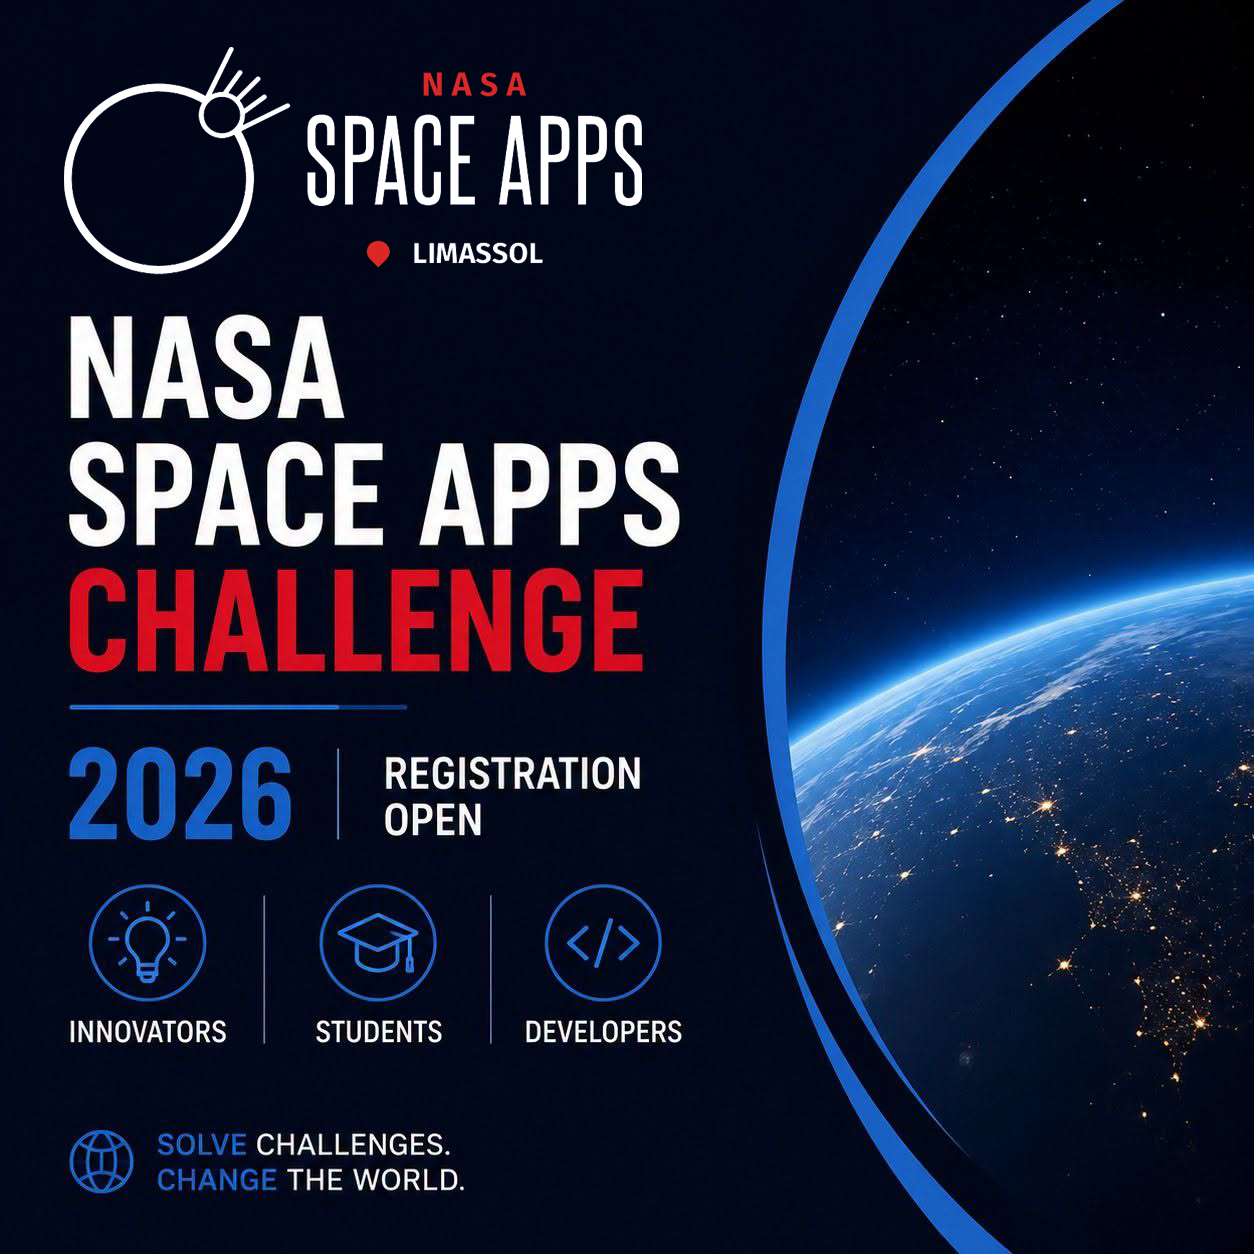 NASA
SPACE APPS
LIMASSOL
NASA
SPACE APPS
CHALLENGE
2026
REGISTRATION
OPEN
INNOVATORS
STUDENTS
DEVELOPERS
SOLVE CHALLENGES.
CHANGE THE WORLD.